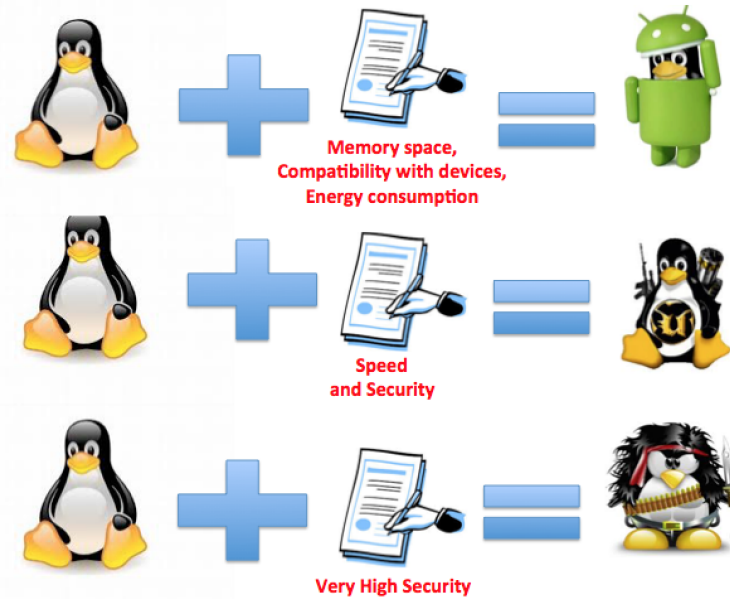 Memory space,
Compatibility with devices,
Energy consumption
Speed
and Security
Very High Security